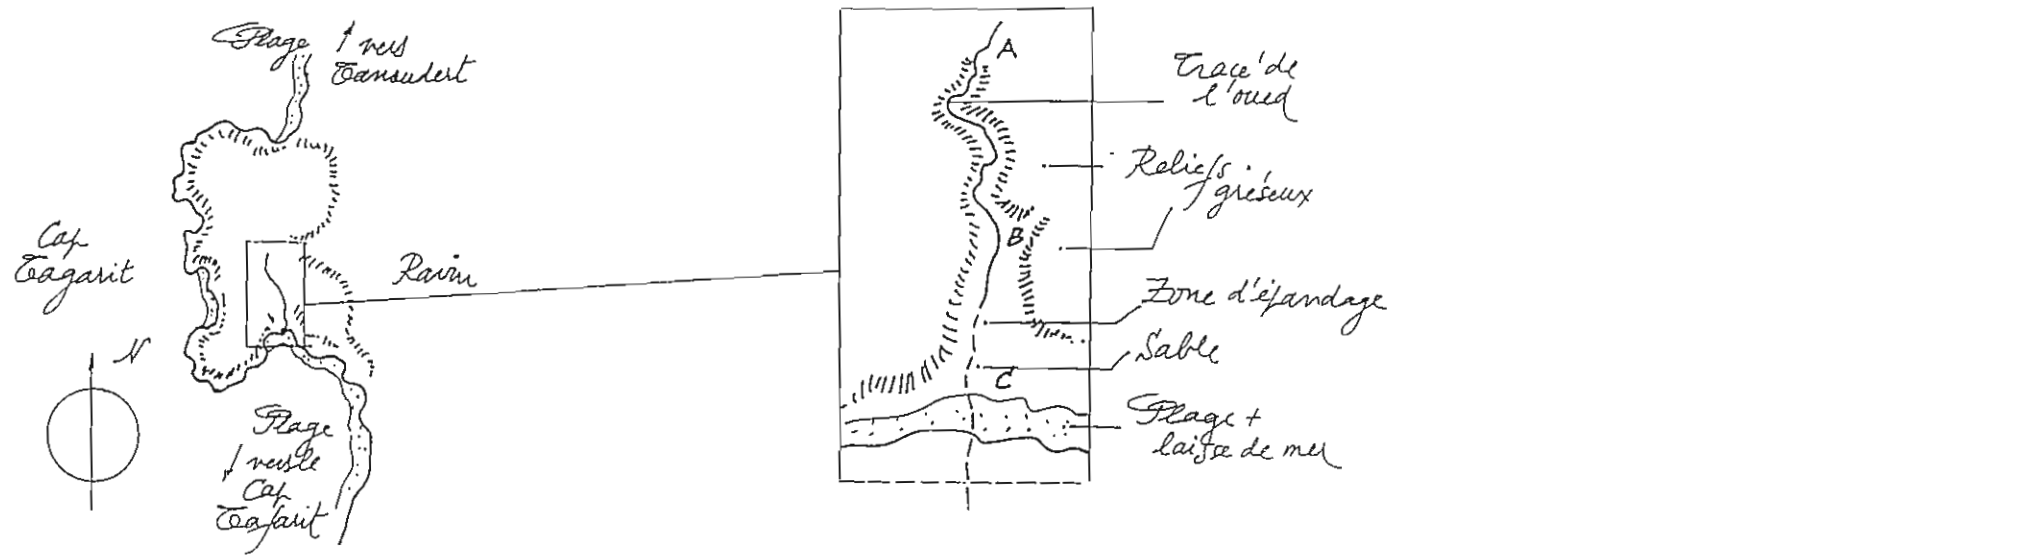 Plage
vers
Tansudert
Cap
Tagarit
Ravin
N
Plage
vers le
Cap
Tafarit
A
B
C
Tracé de
l'oued
Reliefs
gréseux
Zone d'épandage
Sable
Plage +
laisse de mer